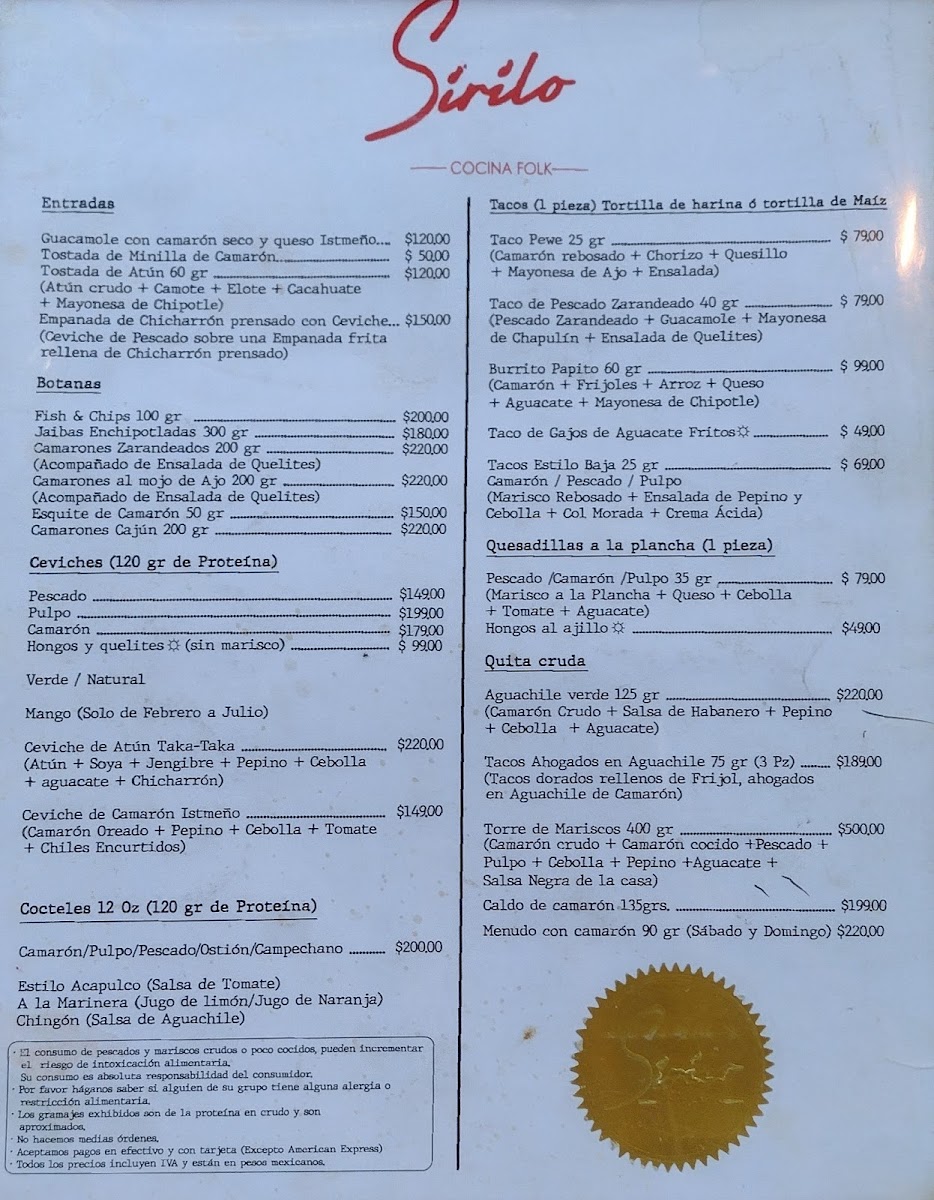 Sirilo
COCINA FOLK
Entradas
Guacamole con camarón seco y queso Istmeño.... $120.00
Tostada de Minilla de Camarón........ $ 50.00
Tostada de Atún 60 gr ........ $120.00
(Atún crudo + Camote + Elote + Cacahuate
+ Mayonesa de Chipotle)
Empanada de Chicharrón prensado con Ceviche... $150.00
(Ceviche de Pescado sobre una Empanada frita
rellena de Chicharrón prensado)
Botanas
Fish & Chips 100 gr ........ $200.00
Jaibas Enchipotladas 300 gr ........ $180.00
Camarones Zarandeados 200 gr ........ $220.00
(Acompañado de Ensalada de Quelites)
Camarones al mojo de Ajo 200 gr ........ $220.00
(Acompañado de Ensalada de Quelites)
Esquite de Camarón 50 gr ........ $150.00
Camarones Cajún 200 gr ........ $220.00
Ceviches (120 gr de Proteína)
Pescado ........ $149.00
Pulpo ........ $199.00
Camarón ........ $179.00
Hongos y quelites☼ (sin marisco) ........ $ 99.00
Verde / Natural
Mango (Solo de Febrero a Julio)
Ceviche de Atún Taka-Taka ........ $220.00
(Atún + Soya + Jengibre + Pepino + Cebolla
+ aguacate + Chicharrón)
Ceviche de Camarón Istmeño ........ $149.00
(Camarón Oreado + Pepino + Cebolla + Tomate
+ Chiles Encurtidos)
Cocteles 12 Oz (120 gr de Proteína)
Camarón/Pulpo/Pescado/Ostión/Campechano ........ $200.00
Estilo Acapulco (Salsa de Tomate)
A la Marinera (Jugo de limón/Jugo de Naranja)
Chingón (Salsa de Aguachile)
· El consumo de pescados y mariscos crudos o poco cocidos, pueden incrementar
el riesgo de intoxicación alimentaria.
Su consumo es absoluta responsabilidad del consumidor.
· Por favor háganos saber si alguien de su grupo tiene alguna alergia o
restricción alimentaria.
· Los gramajes exhibidos son de la proteína en crudo y son
aproximados.
· No hacemos medias órdenes.
· Aceptamos pagos en efectivo y con tarjeta (Excepto American Express)
· Todos los precios incluyen IVA y están en pesos mexicanos.
Tacos (1 pieza) Tortilla de harina ó tortilla de Maíz
Taco Pewe 25 gr ........ $ 79.00
(Camarón rebosado + Chorizo + Quesillo
+ Mayonesa de Ajo + Ensalada)
Taco de Pescado Zarandeado 40 gr ........ $ 79.00
(Pescado Zarandeado + Guacamole + Mayonesa
de Chapulín + Ensalada de Quelites)
Burrito Papito 60 gr ........ $ 99.00
(Camarón + Frijoles + Arroz + Queso
+ Aguacate + Mayonesa de Chipotle)
Taco de Gajos de Aguacate Fritos☼ ........ $ 49.00
Tacos Estilo Baja 25 gr ........ $ 69.00
Camarón / Pescado / Pulpo
(Marisco Rebosado + Ensalada de Pepino y
Cebolla + Col Morada + Crema Ácida)
Quesadillas a la plancha (1 pieza)
Pescado /Camarón /Pulpo 35 gr ........ $ 79.00
(Marisco a la Plancha + Queso + Cebolla
+ Tomate + Aguacate)
Hongos al ajillo☼ ........ $49.00
Quita cruda
Aguachile verde 125 gr ........ $220.00
(Camarón Crudo + Salsa de Habanero + Pepino
+ Cebolla + Aguacate)
Tacos Ahogados en Aguachile 75 gr (3 Pz) ........ $189.00
(Tacos dorados rellenos de Frijol, ahogados
en Aguachile de Camarón)
Torre de Mariscos 400 gr ........ $500.00
(Camarón crudo + Camarón cocido +Pescado +
Pulpo + Cebolla + Pepino +Aguacate +
Salsa Negra de la casa)
Caldo de camarón 135grs. ........ $199.00
Menudo con camarón 90 gr (Sábado y Domingo) $220.00
Sirilo